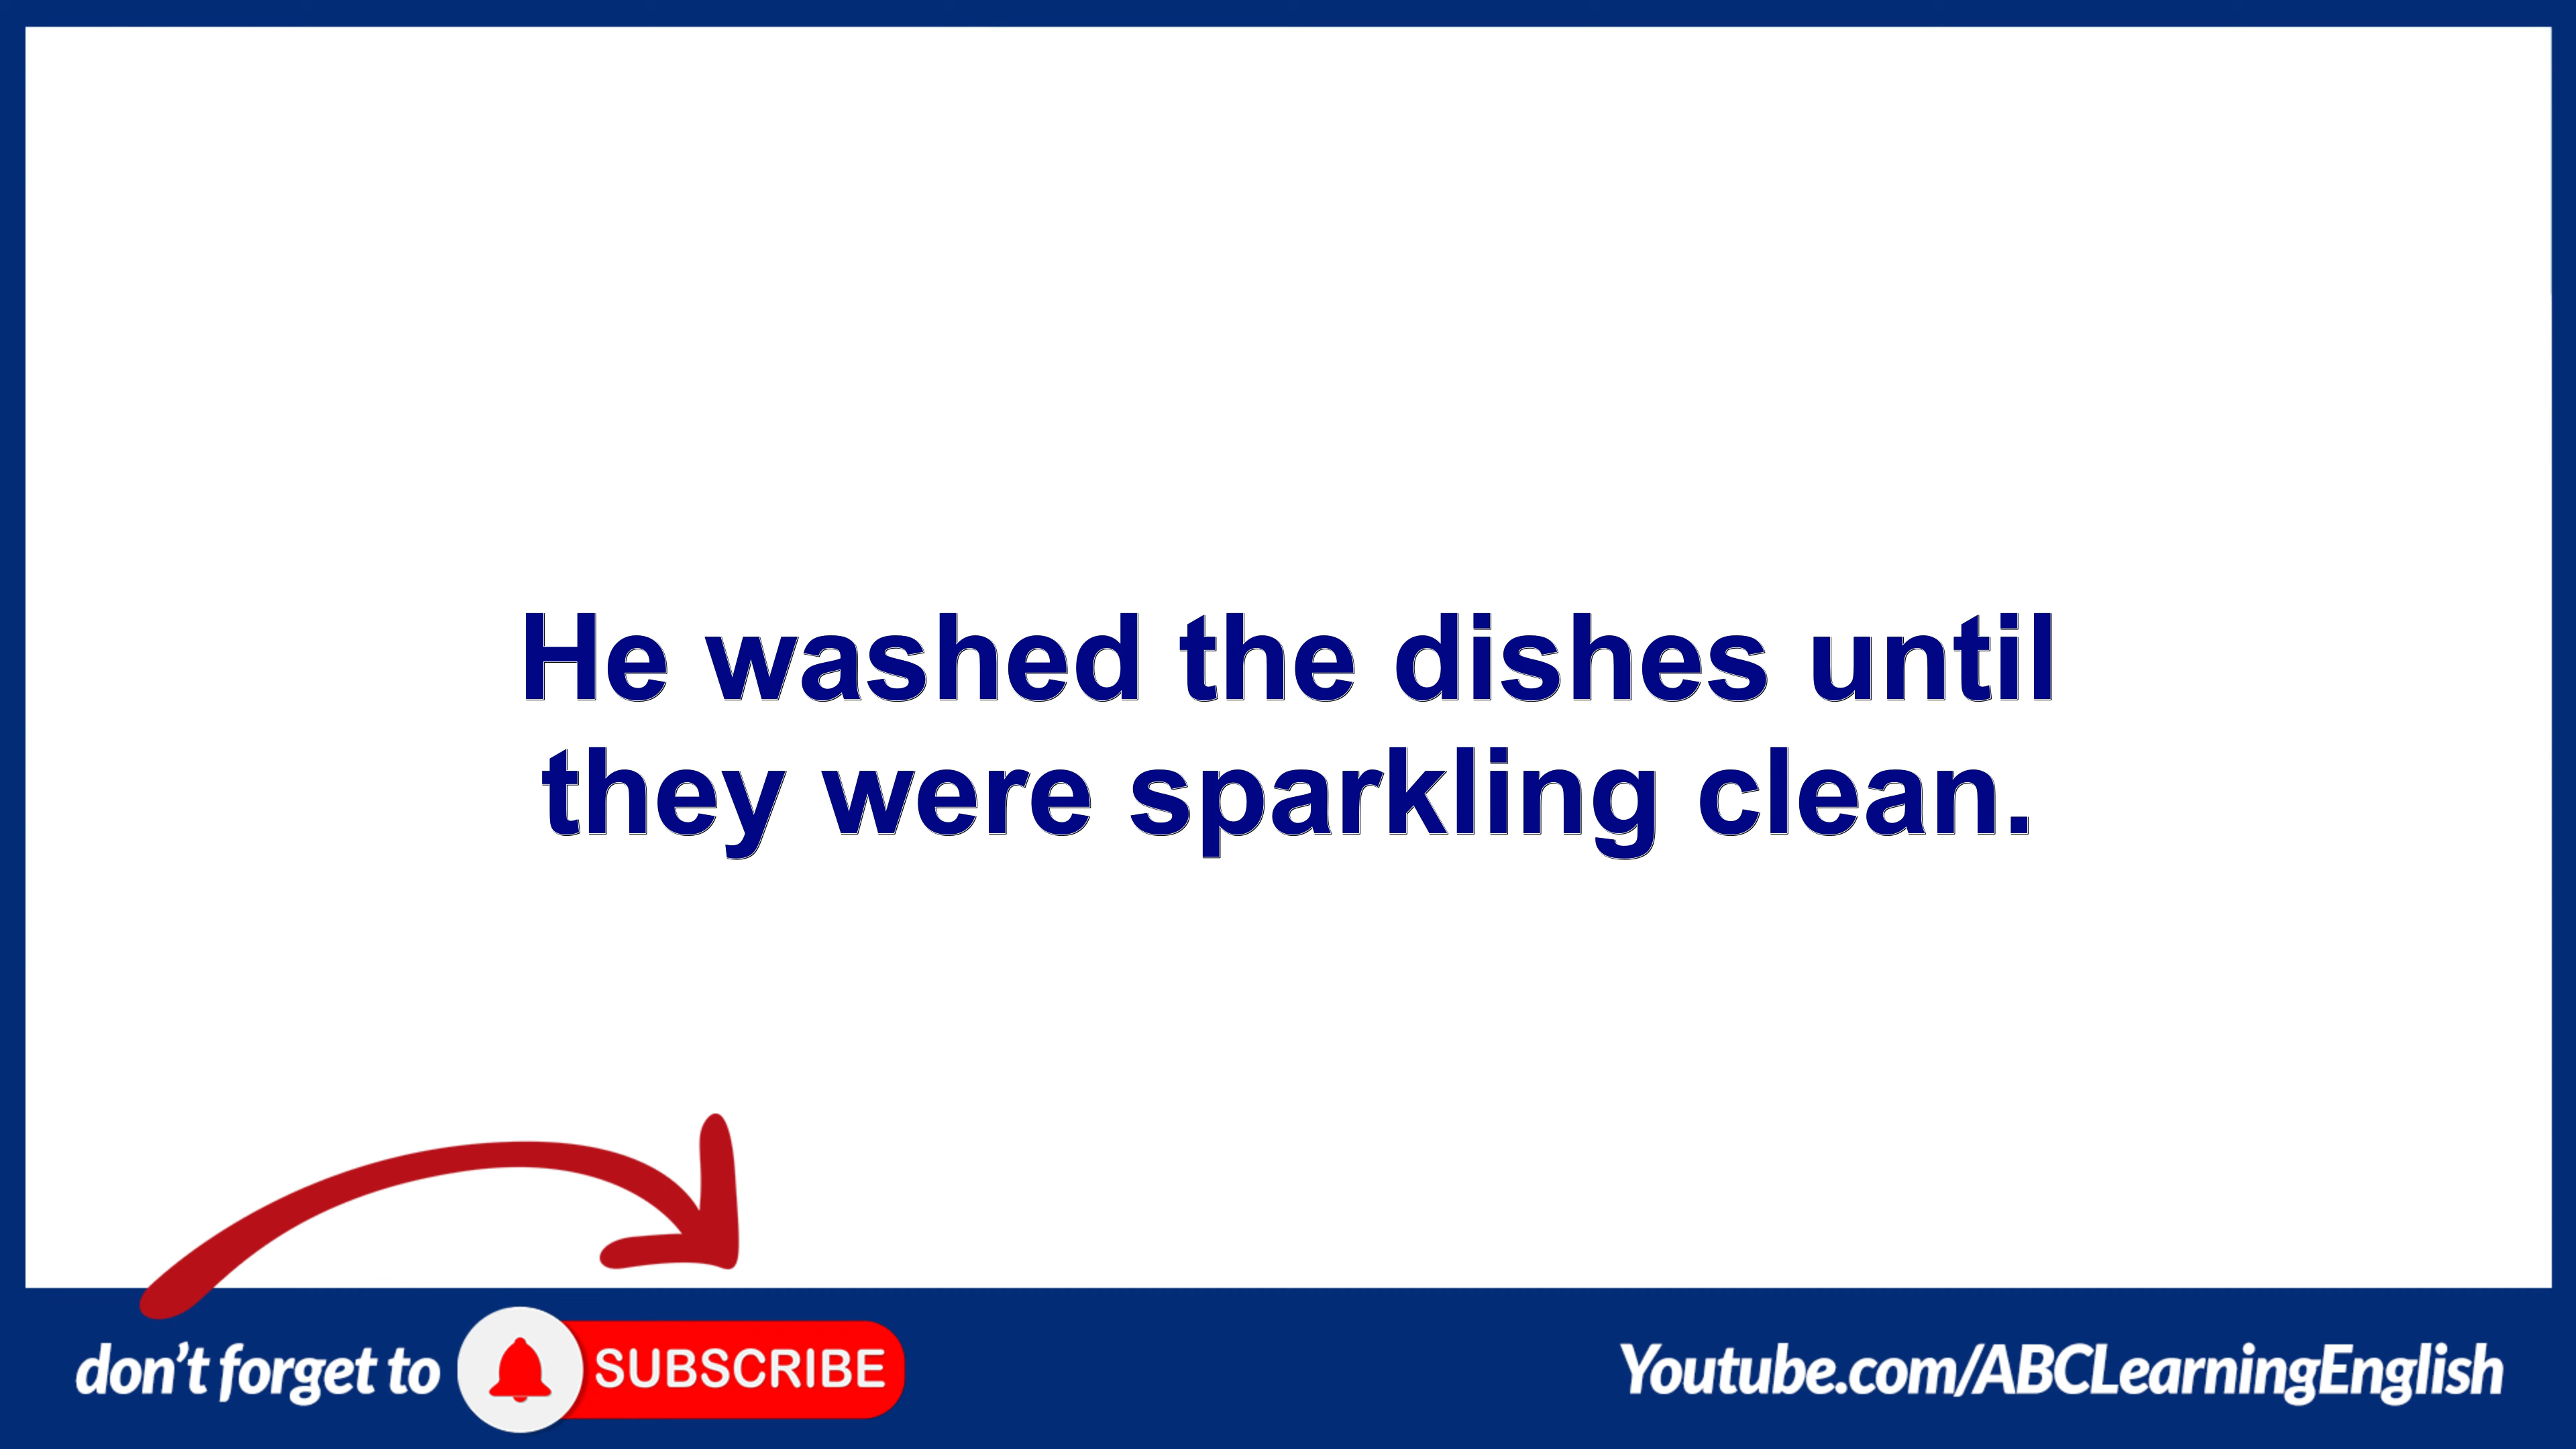 He washed the dishes until
they were sparkling clean.
don't forget to SUBSCRIBE
Youtube.com/ABCLearningEnglish